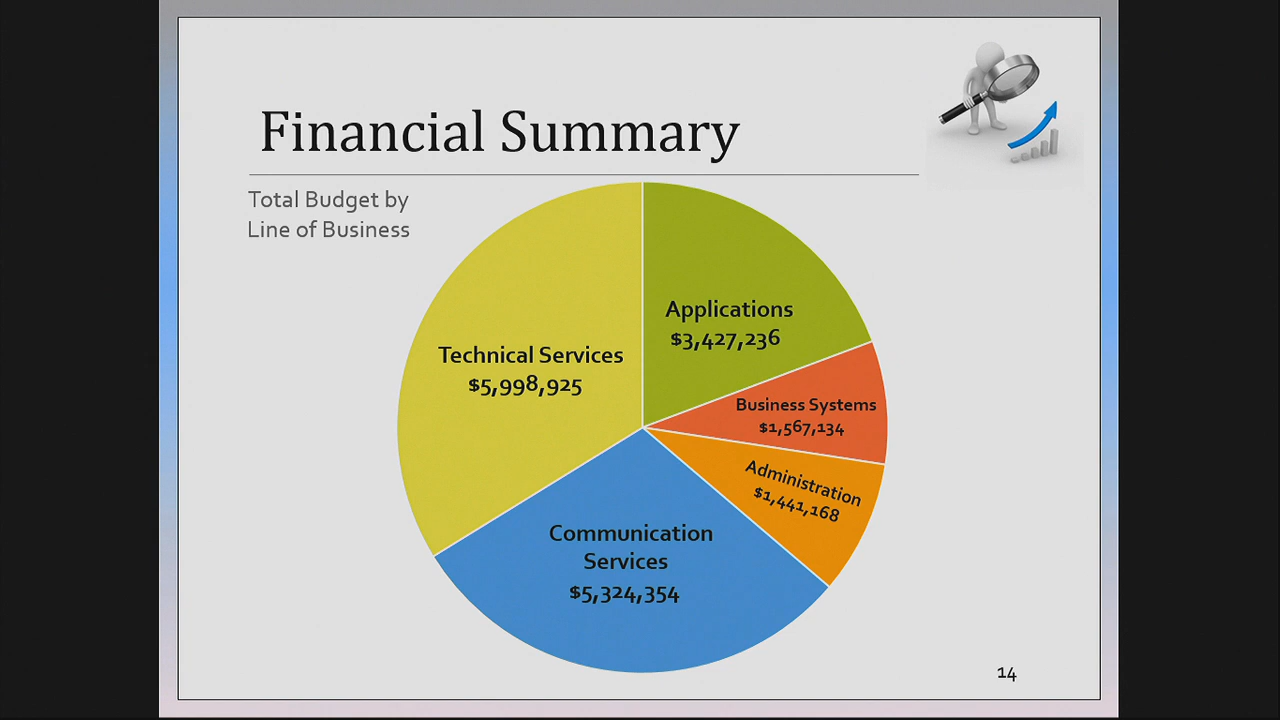 Financial Summary
Total Budget by
Line of Business
Applications
$3,427,236
Technical Services
$5,998,925
Business Systems
$1,567,134
Administration
$1,441,168
Communication
Services
$5,324,354
14